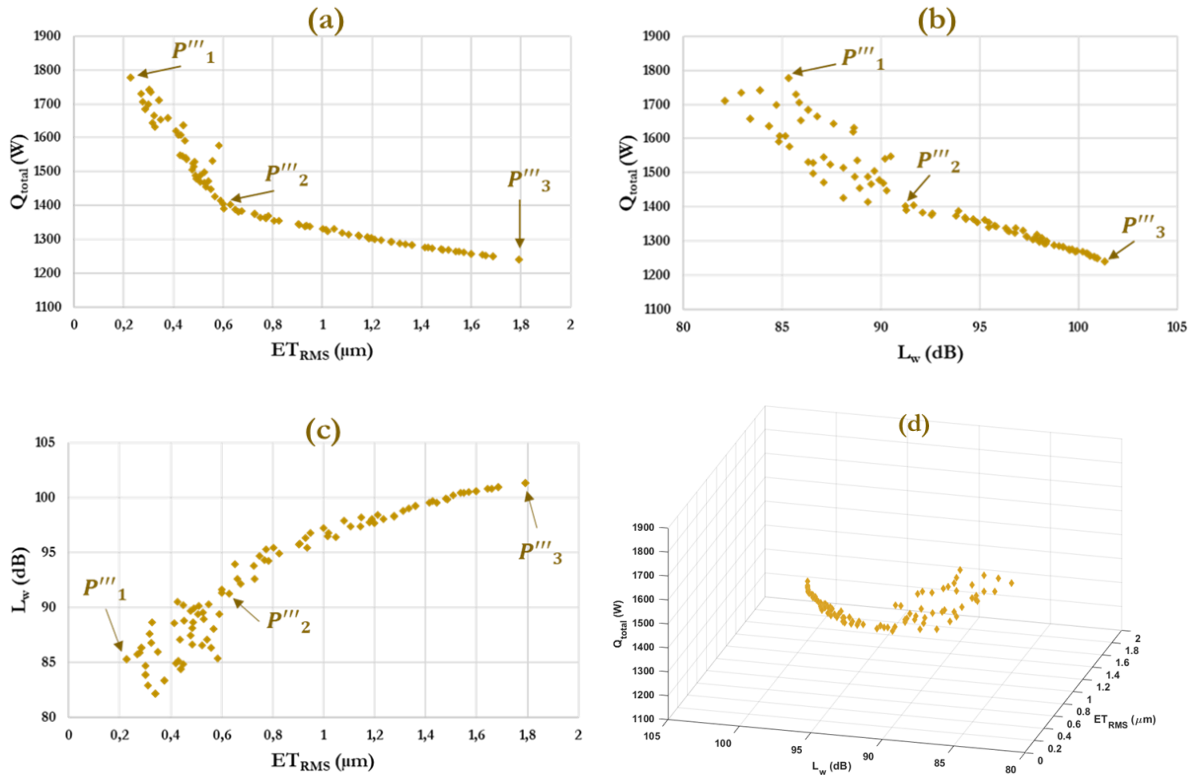 (a)
1900
1800
1700
1600
1500
1400
1300
1200
1100
Q_total (W)
P‴₁
P‴₂
P‴₃
0 0,2 0,4 0,6 0,8 1 1,2 1,4 1,6 1,8 2
ET_RMS (µm)
(b)
1900
1800
1700
1600
1500
1400
1300
1200
1100
Q_total (W)
P‴₁
P‴₂
P‴₃
80 85 90 95 100 105
L_w (dB)
(c)
105
100
95
90
85
80
L_w (dB)
P‴₁
P‴₂
P‴₃
0 0,2 0,4 0,6 0,8 1 1,2 1,4 1,6 1,8 2
ET_RMS (µm)
(d)
1900
1800
1700
1600
1500
1400
1300
1200
1100
Q_total (W)
105 100 95 90 85 80
L_w (dB)
2
1.8
1.6
1.4
1.2
1
0.8
0.6
0.4
0.2
0
ET_RMS (µm)